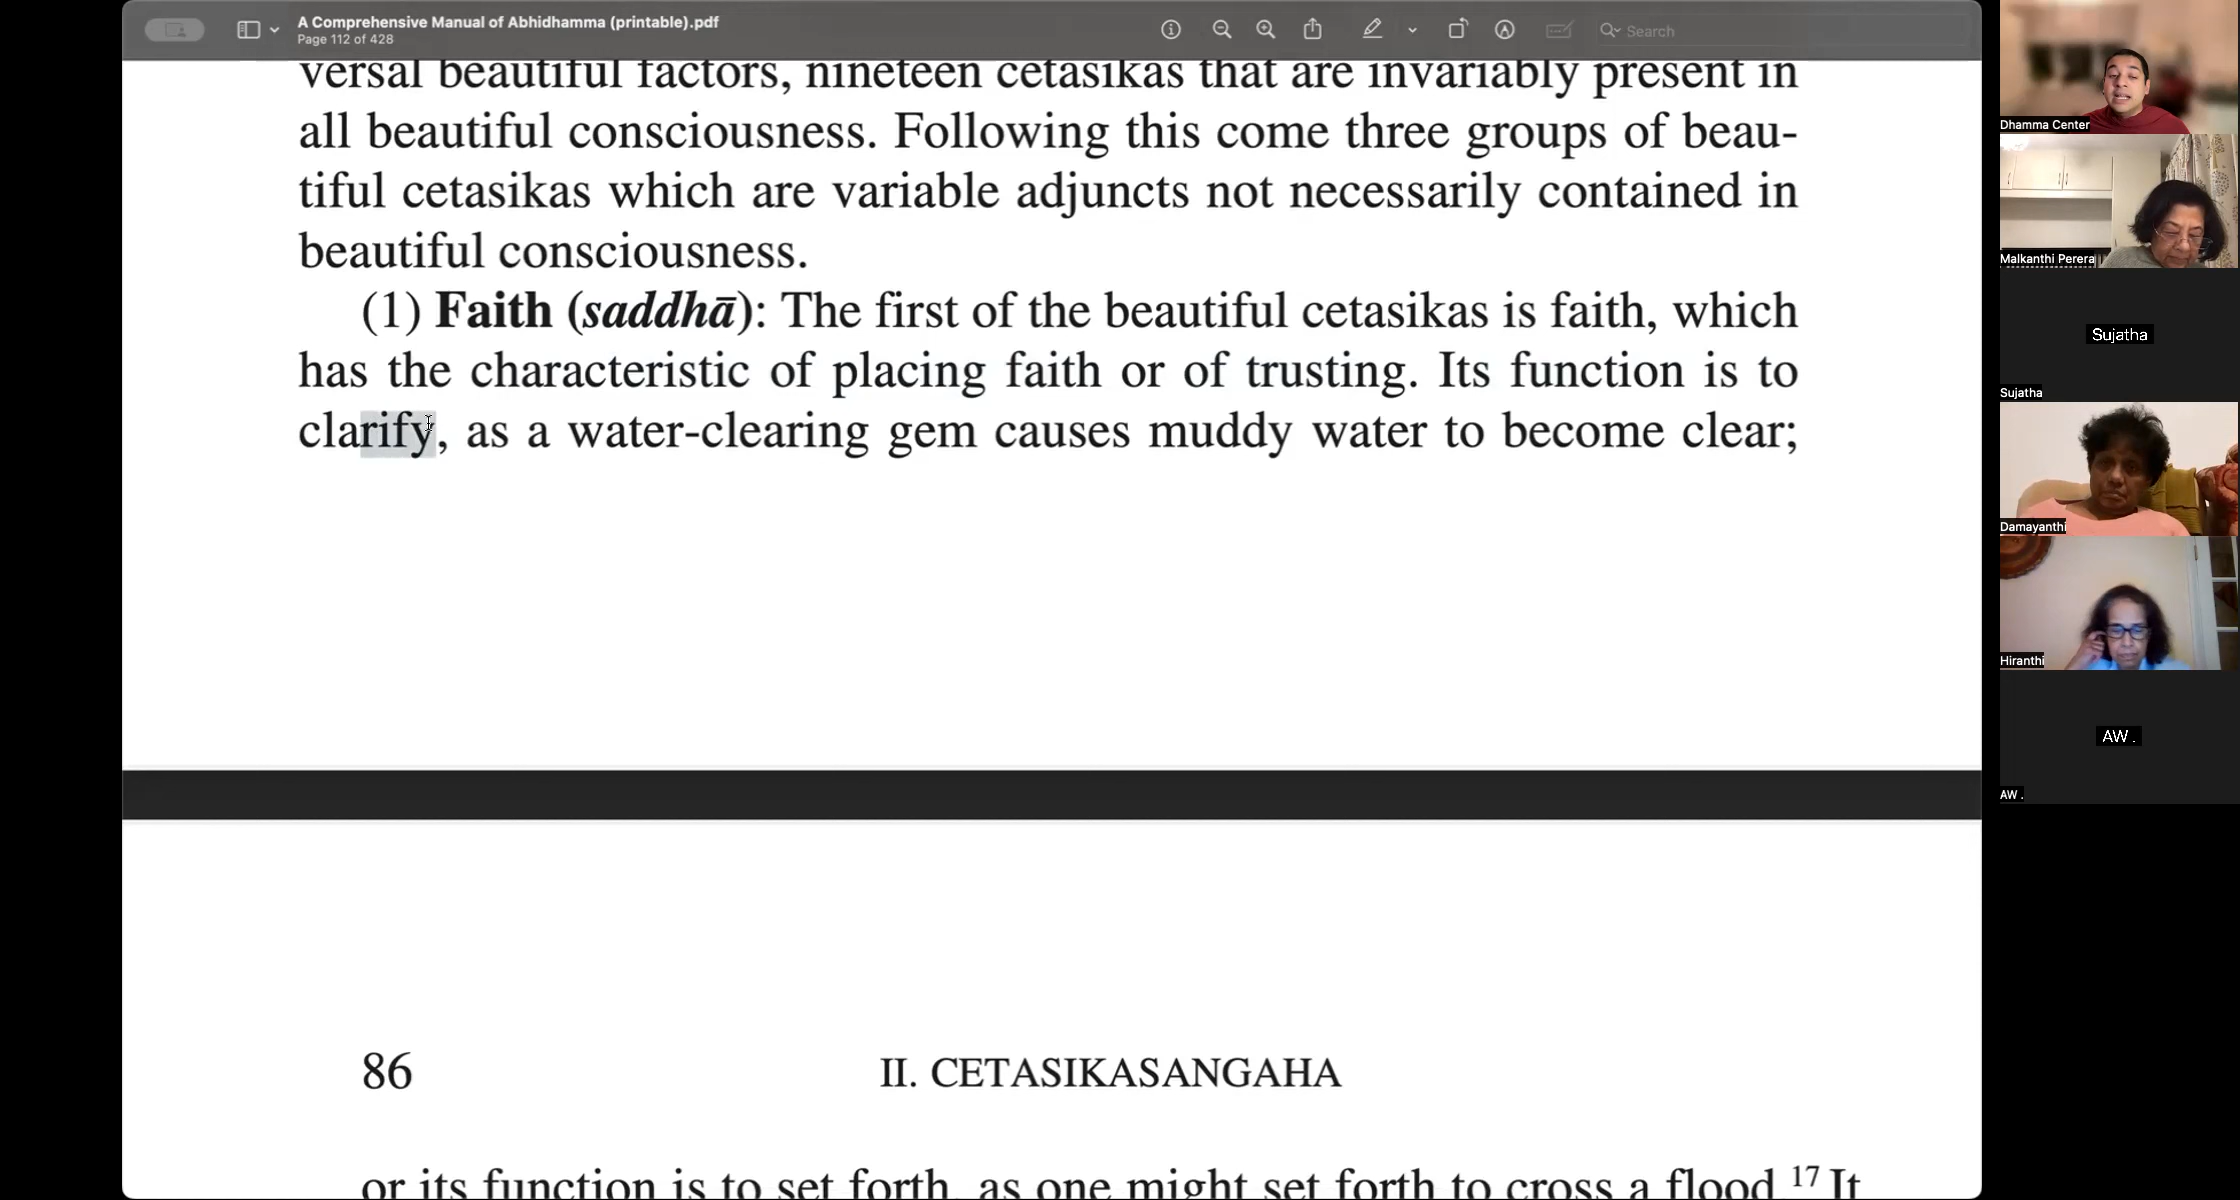 A Comprehensive Manual of Abhidhamma (printable).pdf
Page 112 of 428
Search
versal beautiful factors, nineteen cetasikas that are invariably present in
all beautiful consciousness. Following this come three groups of beau-
tiful cetasikas which are variable adjuncts not necessarily contained in
beautiful consciousness.
(1) Faith (saddhā): The first of the beautiful cetasikas is faith, which
has the characteristic of placing faith or of trusting. Its function is to
clarify, as a water-clearing gem causes muddy water to become clear;
86 II. CETASIKASANGAHA
or its function is to set forth, as one might set forth to cross a flood.17 It
Dhamma Center
Malkanthi Perera
Sujatha
Sujatha
Damayanthi
Hiranthi
AW .
AW .